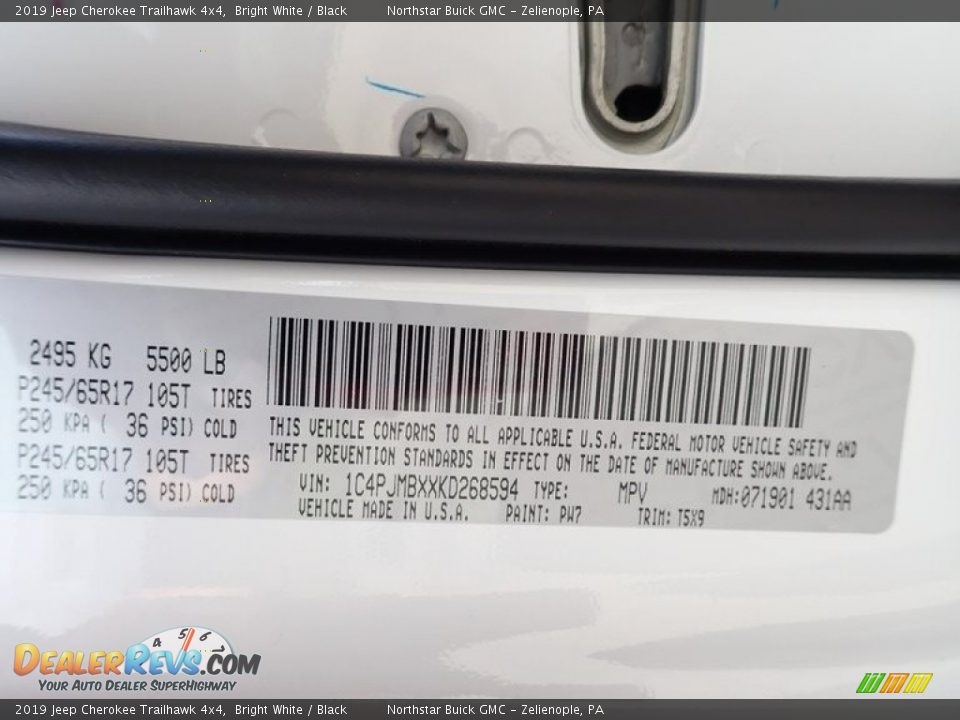 2019 Jeep Cherokee Trailhawk 4x4,  Bright White / Black  Northstar Buick GMC - Zelienople, PA
2495 KG  5500 LB
P245/65R17 105T TIRES
250 KPA ( 36 PSI) COLD
P245/65R17 105T TIRES
250 KPA ( 36 PSI) COLD
THIS VEHICLE CONFORMS TO ALL APPLICABLE U.S.A. FEDERAL MOTOR VEHICLE SAFETY AND
THEFT PREVENTION STANDARDS IN EFFECT ON THE DATE OF MANUFACTURE SHOWN ABOVE.
VIN: 1C4PJMBXXKD268594 TYPE: MPV MDH:071901 431AA
VEHICLE MADE IN U.S.A. PAINT: PW7 TRIM: T5X9
4 5 6 7
DEALERREVS.COM
YOUR AUTO DEALER SUPERHIGHWAY
2019 Jeep Cherokee Trailhawk 4x4,  Bright White / Black  Northstar Buick GMC - Zelienople, PA